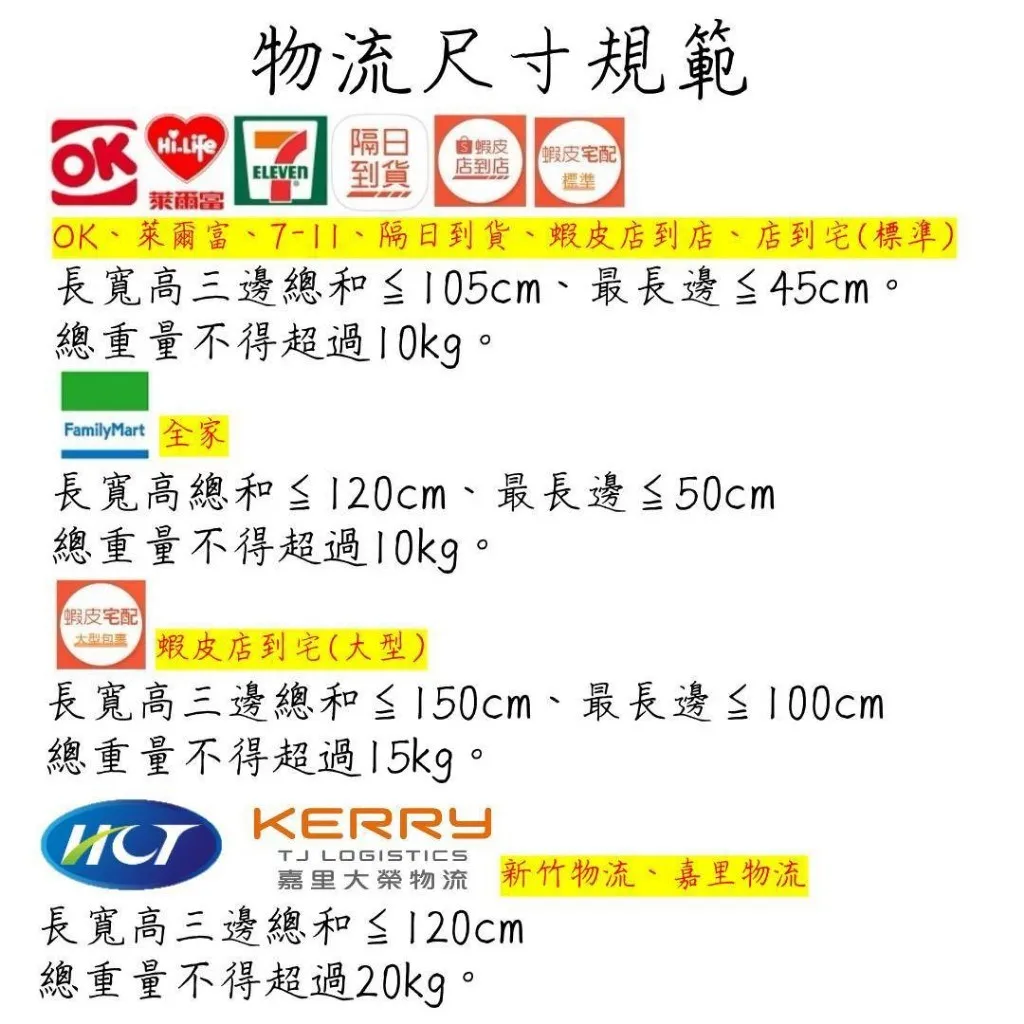 物流尺寸規範
OK
Hi-Life
萊爾富
7
ELEVEN
隔日
到貨
蝦皮
店到店
蝦皮宅配
標準
OK、萊爾富、7-11、隔日到貨、蝦皮店到店、店到宅(標準)
長寬高三邊總和≦105cm、最長邊≦45cm。
總重量不得超過10kg。
FamilyMart
全家
長寬高總和≦120cm、最長邊≦50cm
總重量不得超過10kg。
蝦皮宅配
大型包裹
蝦皮店到宅(大型)
長寬高三邊總和≦150cm、最長邊≦100cm
總重量不得超過15kg。
HCT
KERRY
TJ LOGISTICS
嘉里大榮物流
新竹物流、嘉里物流
長寬高三邊總和≦120cm
總重量不得超過20kg。